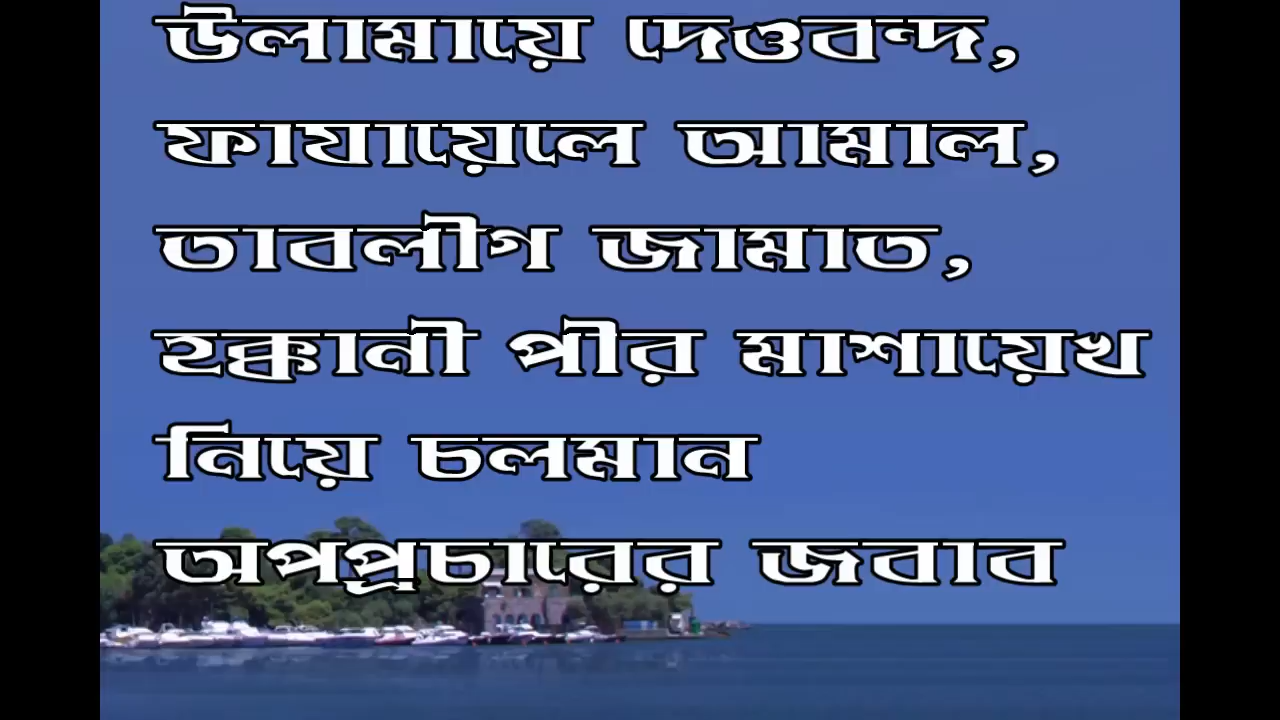 উলামায়ে দেওবন্দ,
ফাযায়েলে আমাল,
তাবলীগ জামাত,
হক্কানী পীর মাশায়েখ
নিয়ে চলমান
অপপ্রচারের জবাব